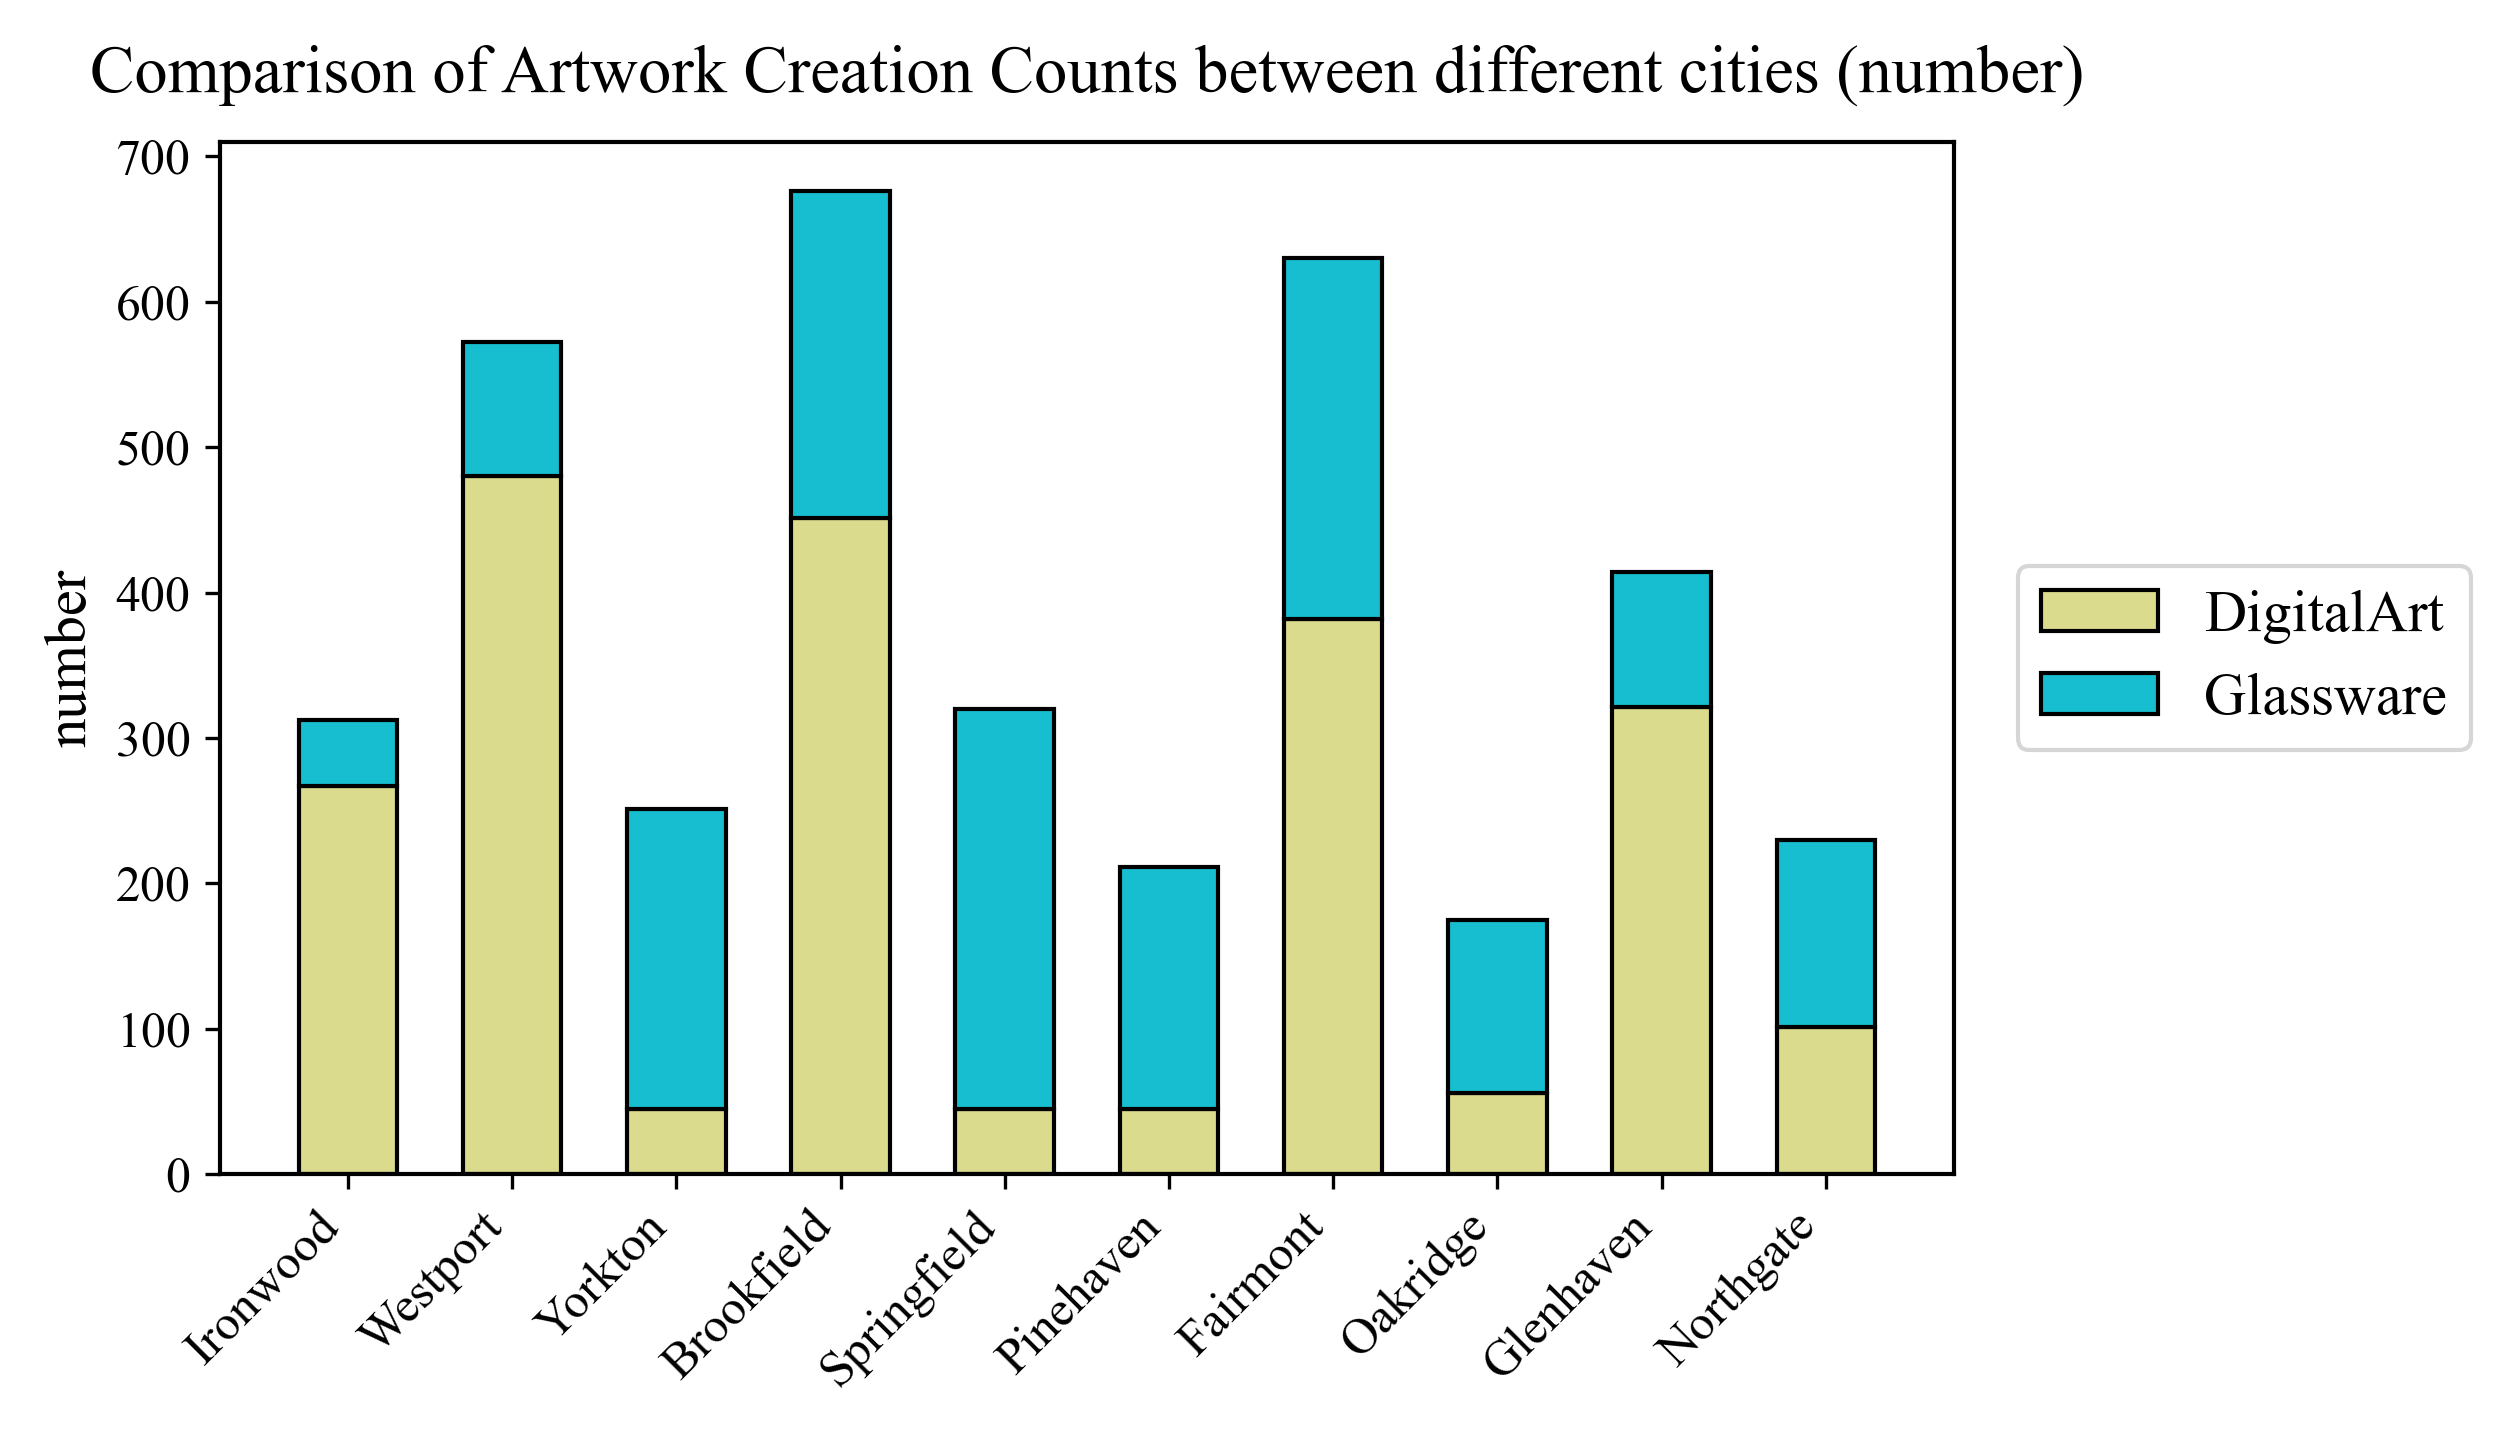 Comparison of Artwork Creation Counts between different cities (number)
700
600
500
400
300
200
100
0
number
Ironwood
Westport
Yorkton
Brookfield
Springfield
Pinehaven
Fairmont
Oakridge
Glenhaven
Northgate
DigitalArt
Glassware